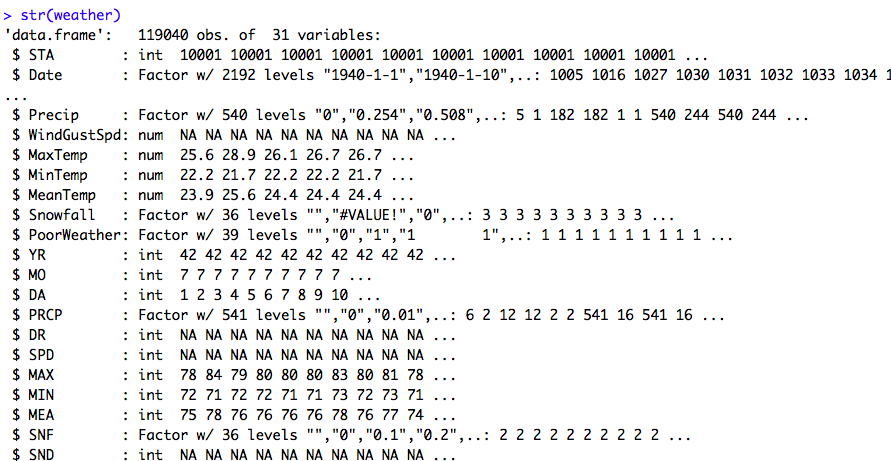 > str(weather)
'data.frame':   119040 obs. of  31 variables:
 $ STA        : int  10001 10001 10001 10001 10001 10001 10001 10001 10001 10001 ...
 $ Date       : Factor w/ 2192 levels "1940-1-1","1940-1-10",..: 1005 1016 1027 1030 1031 1032 1033 1034 1
...
 $ Precip     : Factor w/ 540 levels "0","0.254","0.508",..: 5 1 182 182 1 1 540 244 540 244 ...
 $ WindGustSpd: num  NA NA NA NA NA NA NA NA NA NA ...
 $ MaxTemp    : num  25.6 28.9 26.1 26.7 26.7 ...
 $ MinTemp    : num  22.2 21.7 22.2 22.2 21.7 ...
 $ MeanTemp   : num  23.9 25.6 24.4 24.4 24.4 ...
 $ Snowfall   : Factor w/ 36 levels "","#VALUE!","0",..: 3 3 3 3 3 3 3 3 3 3 ...
 $ PoorWeather: Factor w/ 39 levels "","0","1","1        1",..: 1 1 1 1 1 1 1 1 1 1 ...
 $ YR         : int  42 42 42 42 42 42 42 42 42 42 ...
 $ MO         : int  7 7 7 7 7 7 7 7 7 7 ...
 $ DA         : int  1 2 3 4 5 6 7 8 9 10 ...
 $ PRCP       : Factor w/ 541 levels "","0","0.01",..: 6 2 12 12 2 2 541 16 541 16 ...
 $ DR         : int  NA NA NA NA NA NA NA NA NA NA ...
 $ SPD        : int  NA NA NA NA NA NA NA NA NA NA ...
 $ MAX        : int  78 84 79 80 80 80 83 80 81 78 ...
 $ MIN        : int  72 71 72 72 71 71 73 72 73 71 ...
 $ MEA        : int  75 78 76 76 76 76 78 76 77 74 ...
 $ SNF        : Factor w/ 36 levels "","0","0.1","0.2",..: 2 2 2 2 2 2 2 2 2 2 ...
 $ SND        : int  NA NA NA NA NA NA NA NA NA NA ...